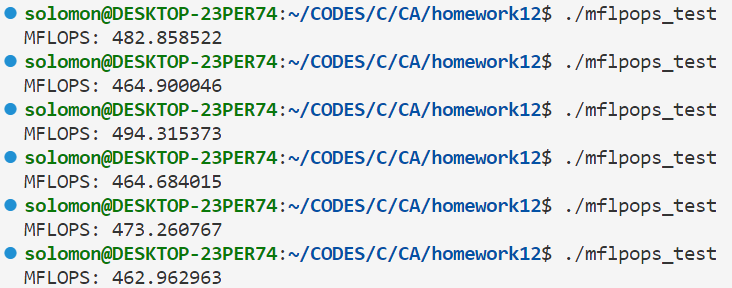 solomon@DESKTOP-23PER74:~/CODES/C/CA/homework12$ ./mflpops_test
MFLOPS: 482.858522
solomon@DESKTOP-23PER74:~/CODES/C/CA/homework12$ ./mflpops_test
MFLOPS: 464.900046
solomon@DESKTOP-23PER74:~/CODES/C/CA/homework12$ ./mflpops_test
MFLOPS: 494.315373
solomon@DESKTOP-23PER74:~/CODES/C/CA/homework12$ ./mflpops_test
MFLOPS: 464.684015
solomon@DESKTOP-23PER74:~/CODES/C/CA/homework12$ ./mflpops_test
MFLOPS: 473.260767
solomon@DESKTOP-23PER74:~/CODES/C/CA/homework12$ ./mflpops_test
MFLOPS: 462.962963